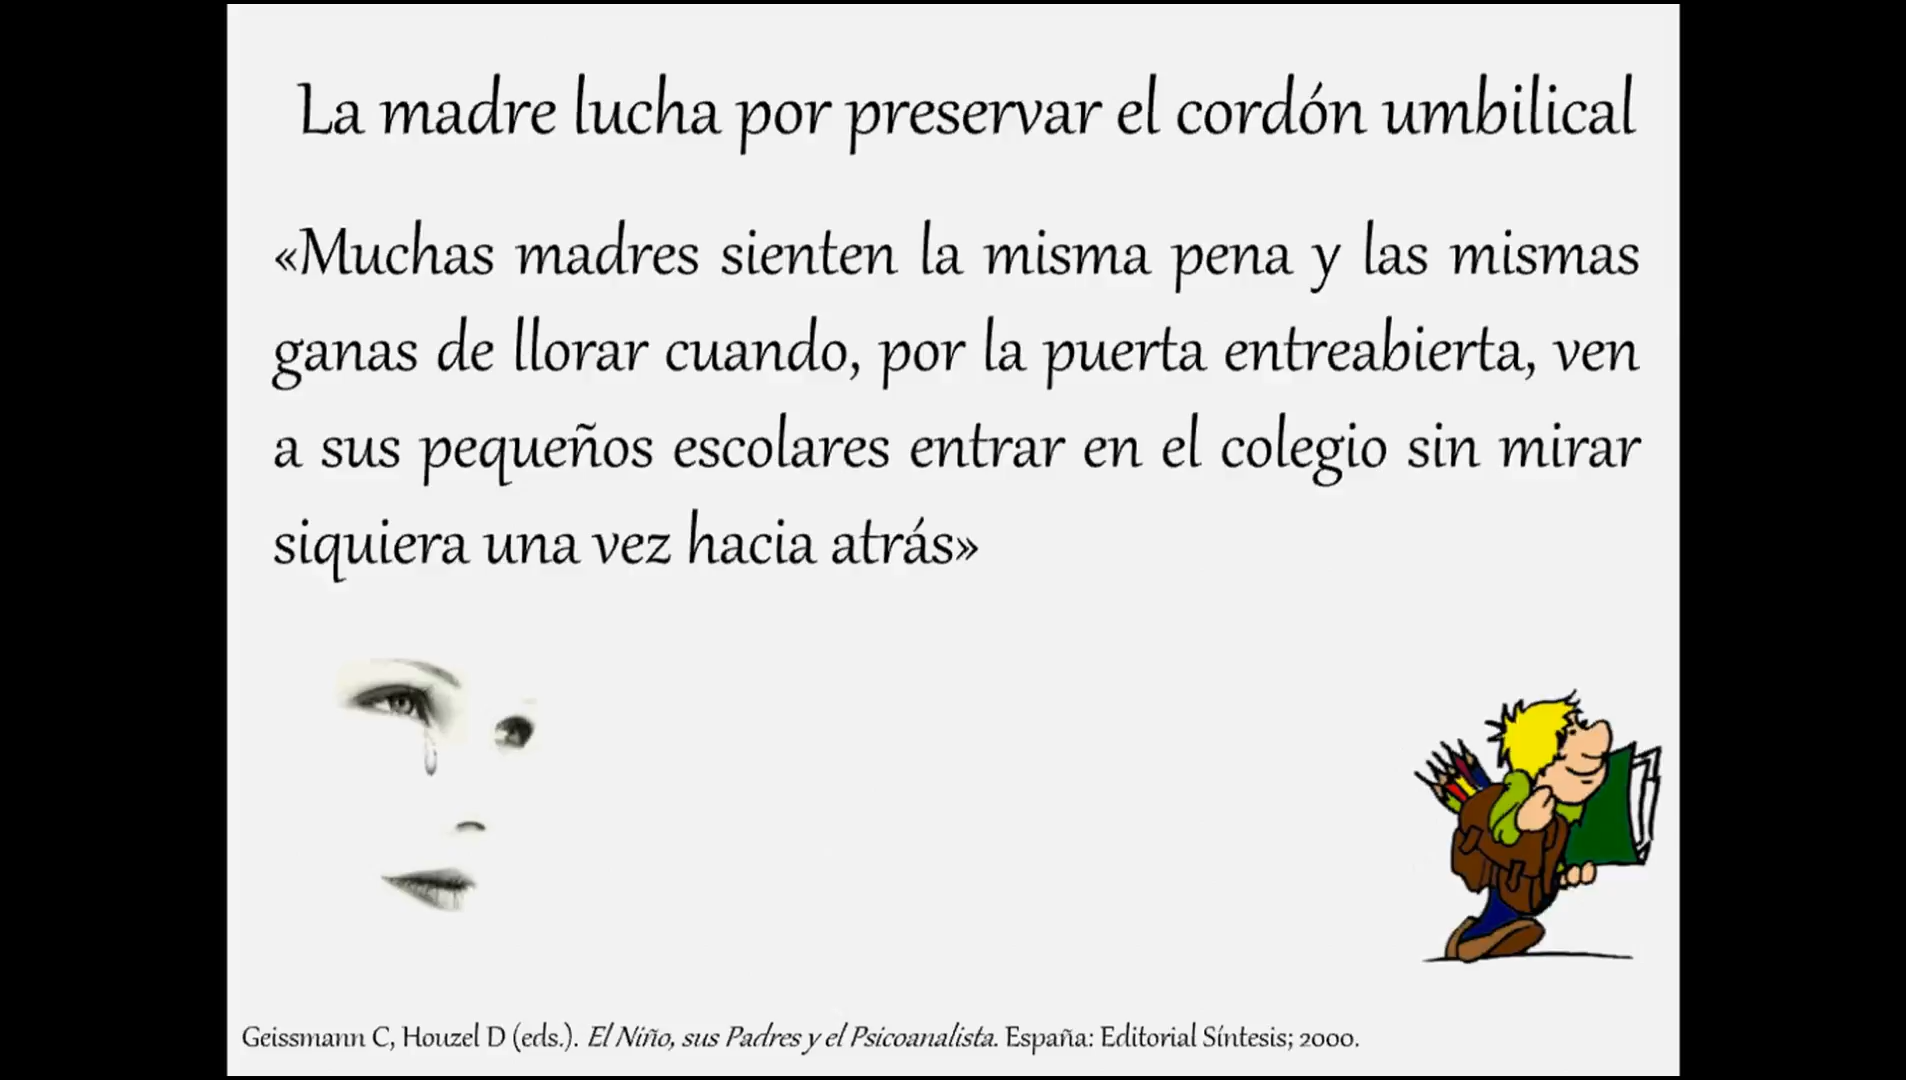 La madre lucha por preservar el cordón umbilical
«Muchas madres sienten la misma pena y las mismas
ganas de llorar cuando, por la puerta entreabierta, ven
a sus pequeños escolares entrar en el colegio sin mirar
siquiera una vez hacia atrás»
Geissmann C, Houzel D (eds.). El Niño, sus Padres y el Psicoanalista. España: Editorial Síntesis; 2000.